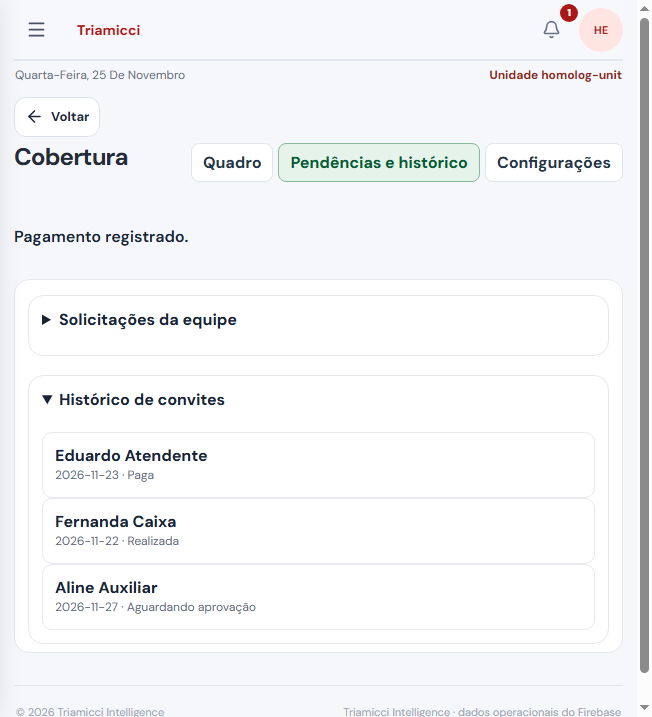 Triamicci
1
HE
Quarta-Feira, 25 De Novembro
Unidade homolog-unit
← Voltar
Cobertura
Quadro
Pendências e histórico
Configurações
Pagamento registrado.
▶ Solicitações da equipe
▼ Histórico de convites
Eduardo Atendente
2026-11-23 · Paga
Fernanda Caixa
2026-11-22 · Realizada
Aline Auxiliar
2026-11-27 · Aguardando aprovação
© 2026 Triamicci Intelligence
Triamicci Intelligence · dados operacionais do Firebase